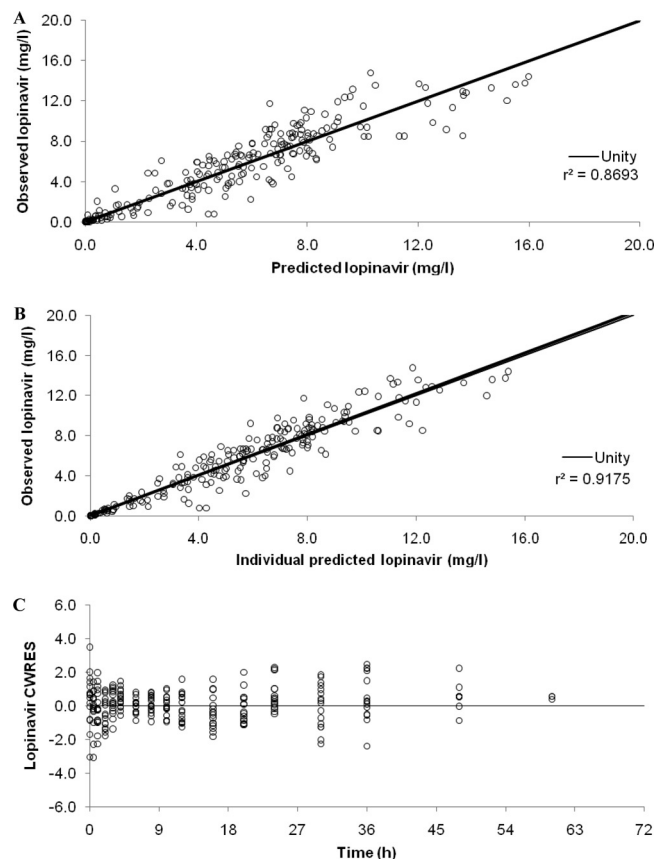 A
Observed lopinavir (mg/l)
20.0
16.0
12.0
8.0
4.0
0.0
Unity
r² = 0.8693
0.0 4.0 8.0 12.0 16.0 20.0
Predicted lopinavir (mg/l)
B
Observed lopinavir (mg/l)
20.0
16.0
12.0
8.0
4.0
0.0
Unity
r² = 0.9175
0.0 4.0 8.0 12.0 16.0 20.0
Individual predicted lopinavir (mg/l)
C
Lopinavir CWRES
6.0
4.0
2.0
0.0
-2.0
-4.0
-6.0
0 9 18 27 36 45 54 63 72
Time (h)